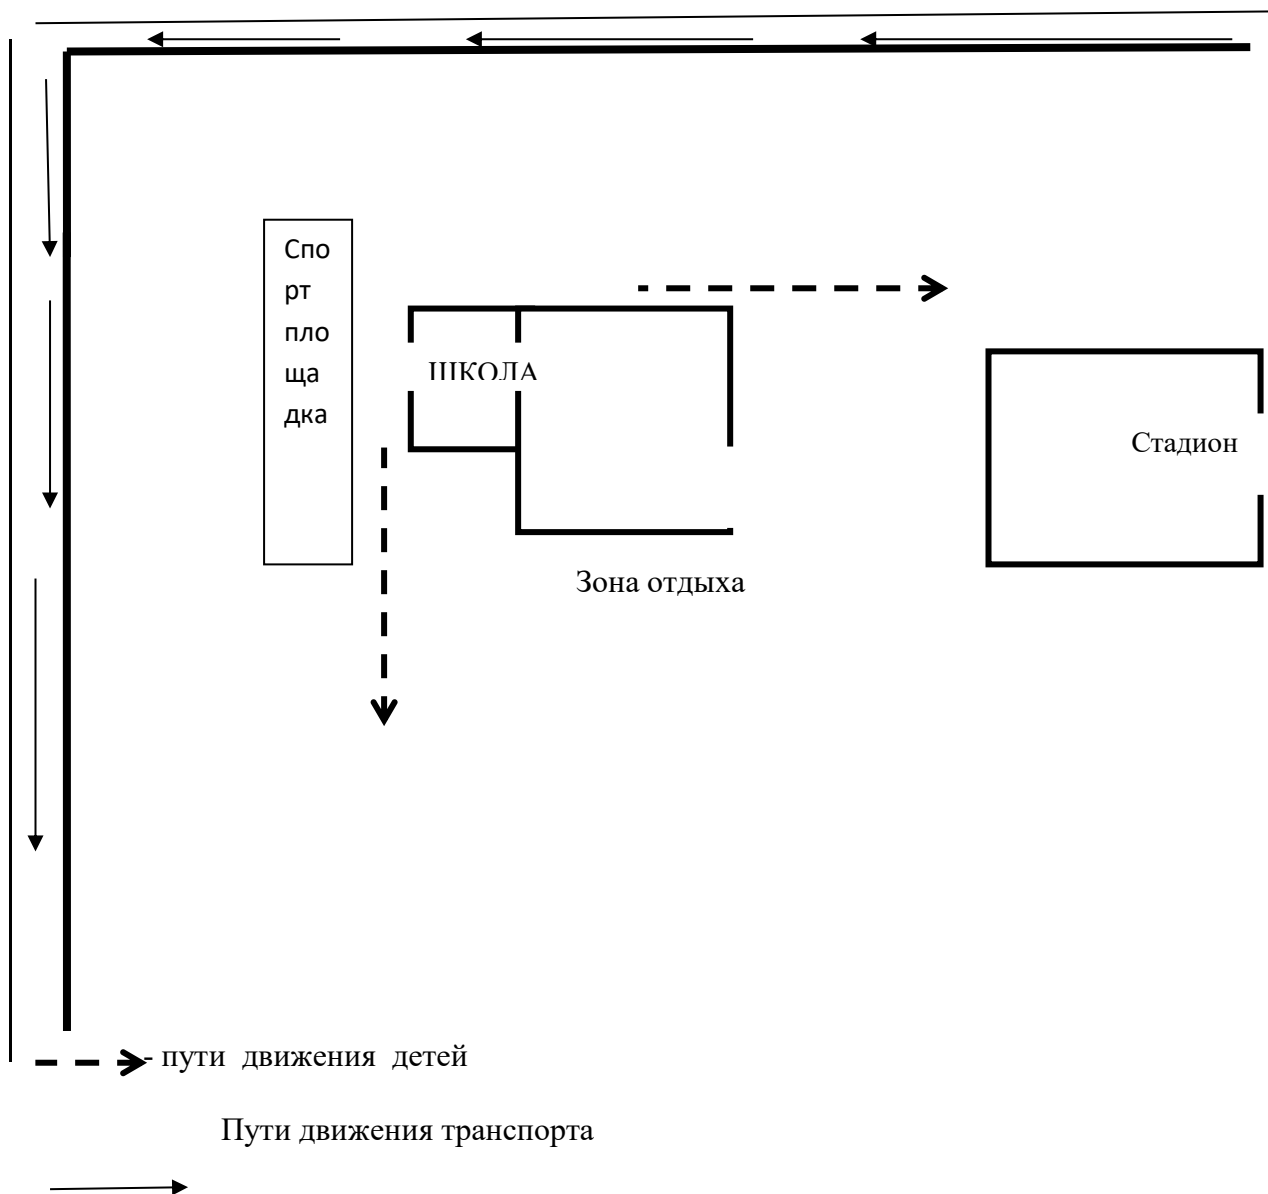 Спо
рт
пло
ща
дка
ШКОЛА
Стадион
Зона отдыха
- пути движения детей
Пути движения транспорта